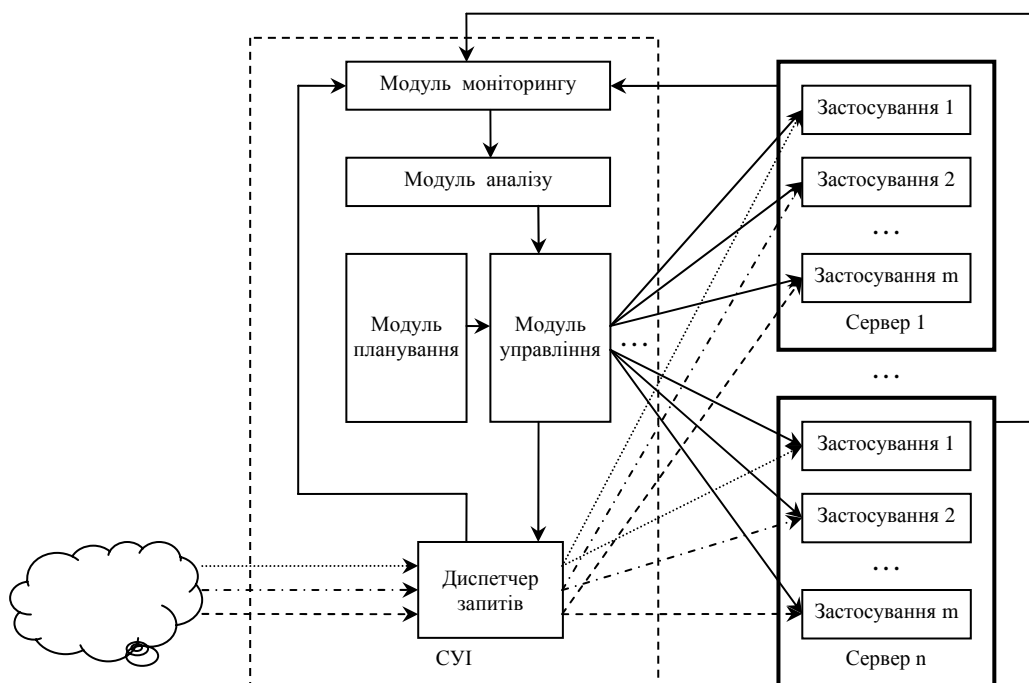 Модуль моніторингу
Модуль аналізу
Модуль
планування
Модуль
управління
...
Диспетчер
запитів
СУІ
Застосування 1
Застосування 2
...
Застосування m
Сервер 1
...
Застосування 1
Застосування 2
...
Застосування m
Сервер n